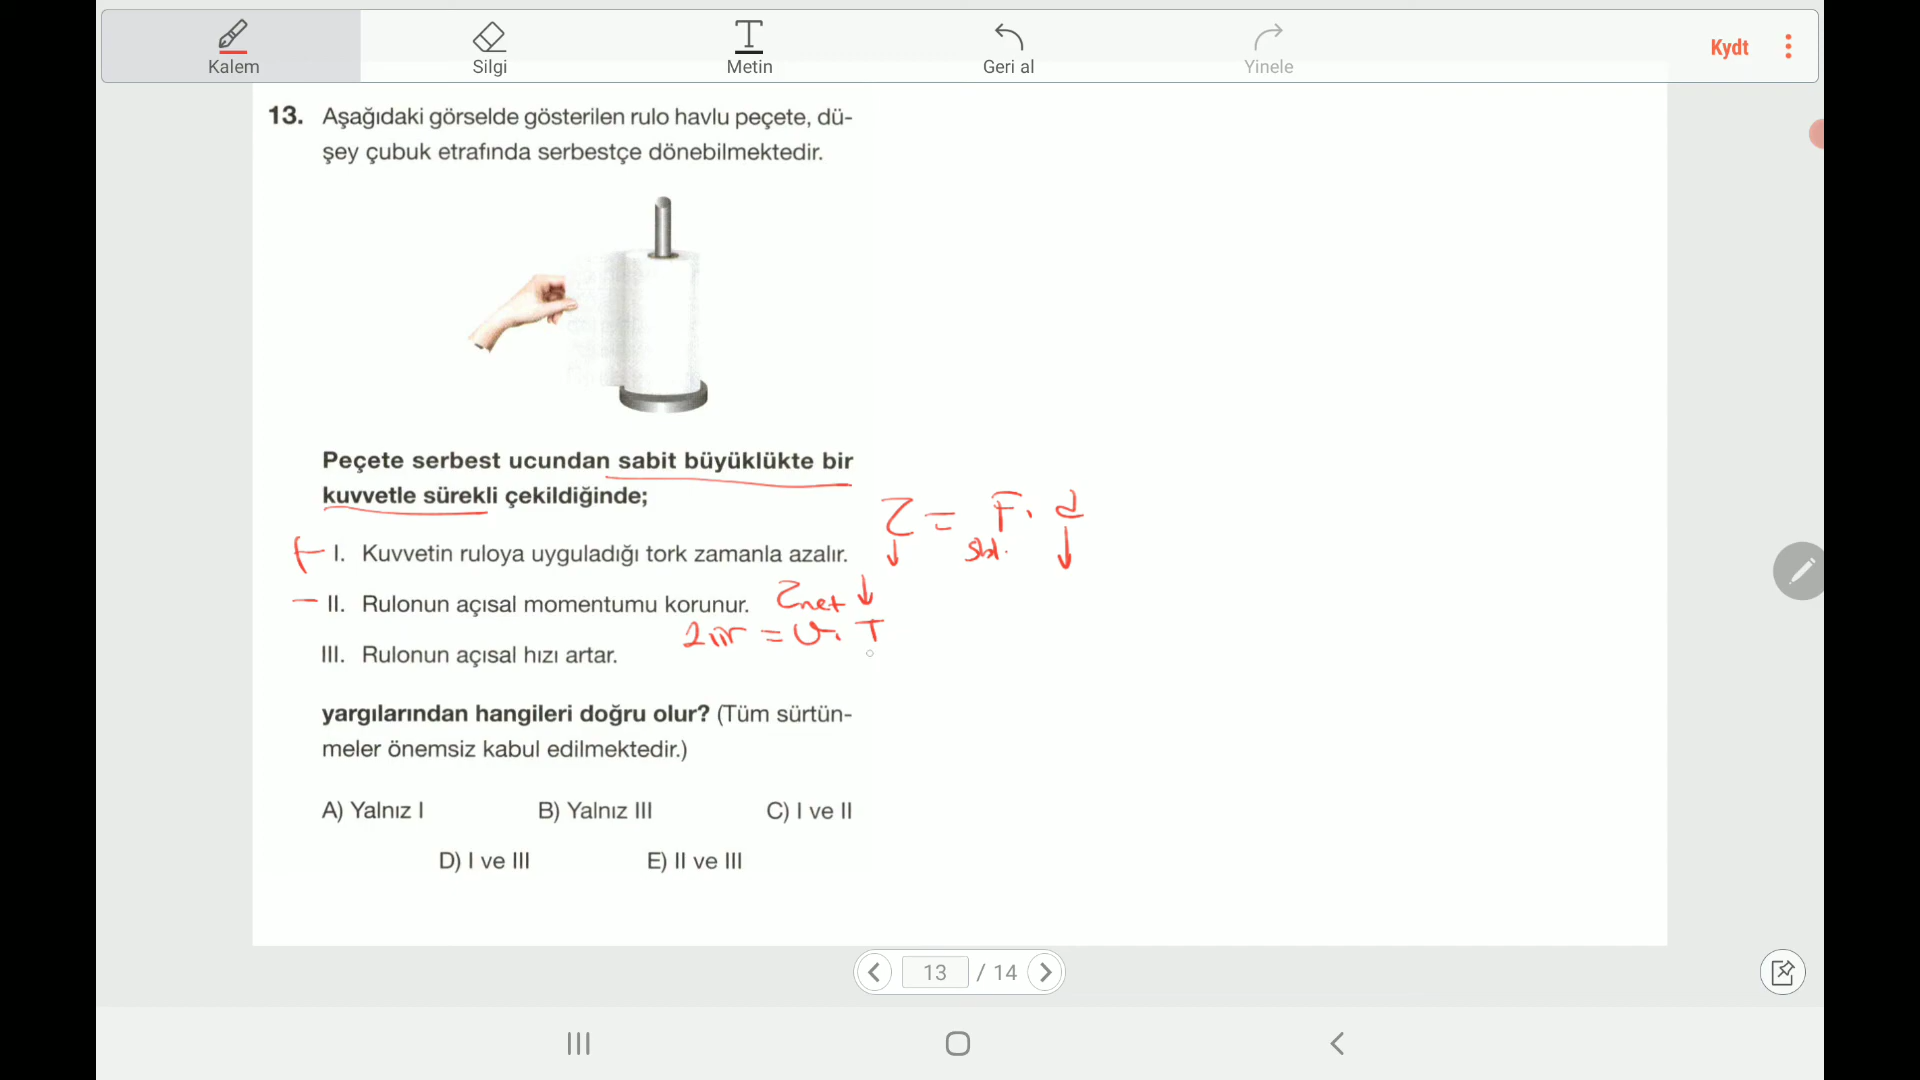 Kalem Silgi Metin Geri al Yinele Kydt
13. Aşağıdaki görselde gösterilen rulo havlu peçete, dü-
şey çubuk etrafında serbestçe dönebilmektedir.
Peçete serbest ucundan sabit büyüklükte bir
kuvvetle sürekli çekildiğinde;
τ = F. d
sbt.
+ I. Kuvvetin ruloya uyguladığı tork zamanla azalır.
- II. Rulonun açısal momentumu korunur. τnet ↓
2πr = υ. T
III. Rulonun açısal hızı artar.
yargılarından hangileri doğru olur? (Tüm sürtün-
meler önemsiz kabul edilmektedir.)
A) Yalnız I B) Yalnız III C) I ve II
D) I ve III E) II ve III
13 / 14